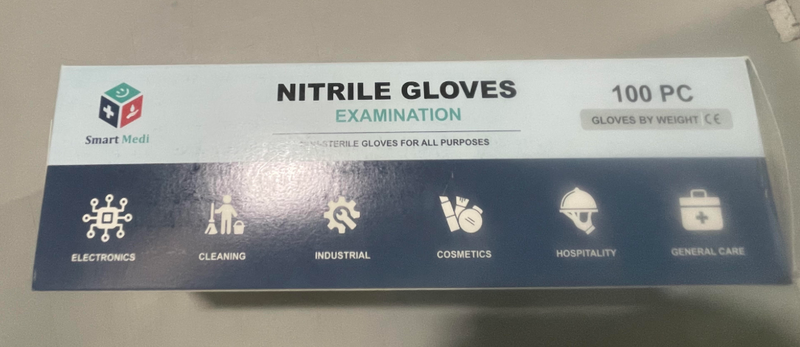 NITRILE GLOVES
EXAMINATION
STERILE GLOVES FOR ALL PURPOSES
100 PC
GLOVES BY WEIGHT CE
Smart Medi
ELECTRONICS
CLEANING
INDUSTRIAL
COSMETICS
HOSPITALITY
GENERAL CARE